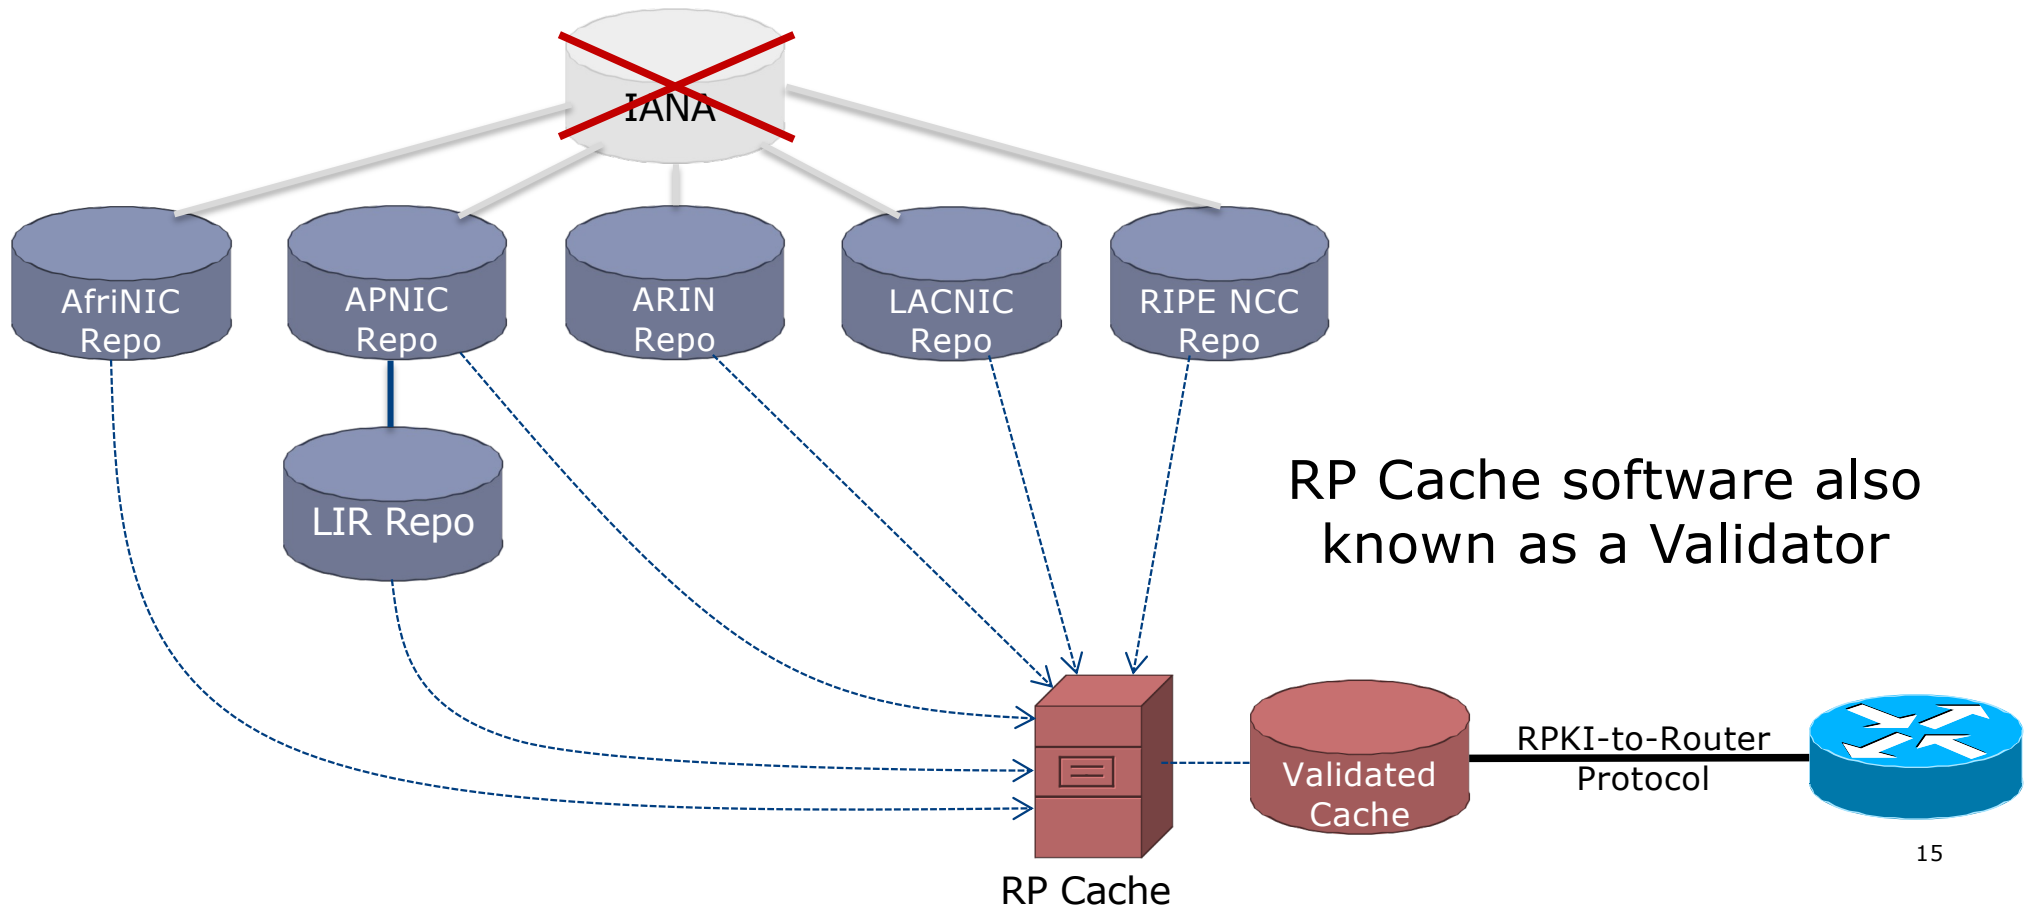 IANA
AfriNIC
Repo
APNIC
Repo
ARIN
Repo
LACNIC
Repo
RIPE NCC
Repo
LIR Repo
RP Cache software also
known as a Validator
RPKI-to-Router
Protocol
Validated
Cache
RP Cache
15